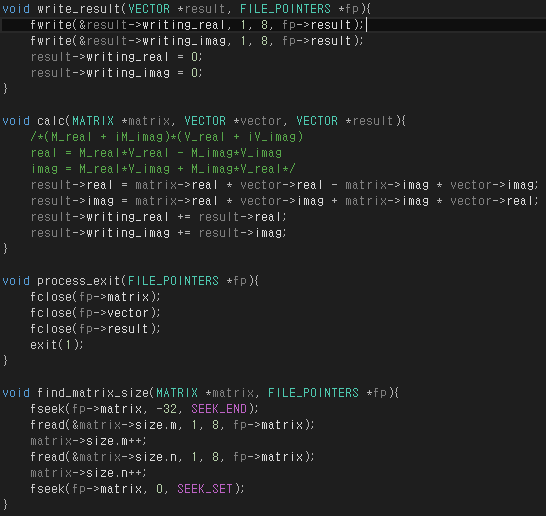 void write_result(VECTOR *result, FILE_POINTERS *fp){
    fwrite(&result->writing_real, 1, 8, fp->result);
    fwrite(&result->writing_imag, 1, 8, fp->result);
    result->writing_real = 0;
    result->writing_imag = 0;
}

void calc(MATRIX *matrix, VECTOR *vector, VECTOR *result){
    /*(M_real + iM_imag)*(V_real + iV_imag)
    real = M_real*V_real - M_imag*V_imag
    imag = M_real*V_imag + M_imag*V_real*/
    result->real = matrix->real * vector->real - matrix->imag * vector->imag;
    result->imag = matrix->real * vector->imag + matrix->imag * vector->real;
    result->writing_real += result->real;
    result->writing_imag += result->imag;
}

void process_exit(FILE_POINTERS *fp){
    fclose(fp->matrix);
    fclose(fp->vector);
    fclose(fp->result);
    exit(1);
}

void find_matrix_size(MATRIX *matrix, FILE_POINTERS *fp){
    fseek(fp->matrix, -32, SEEK_END);
    fread(&matrix->size.m, 1, 8, fp->matrix);
    matrix->size.m++;
    fread(&matrix->size.n, 1, 8, fp->matrix);
    matrix->size.n++;
    fseek(fp->matrix, 0, SEEK_SET);
}